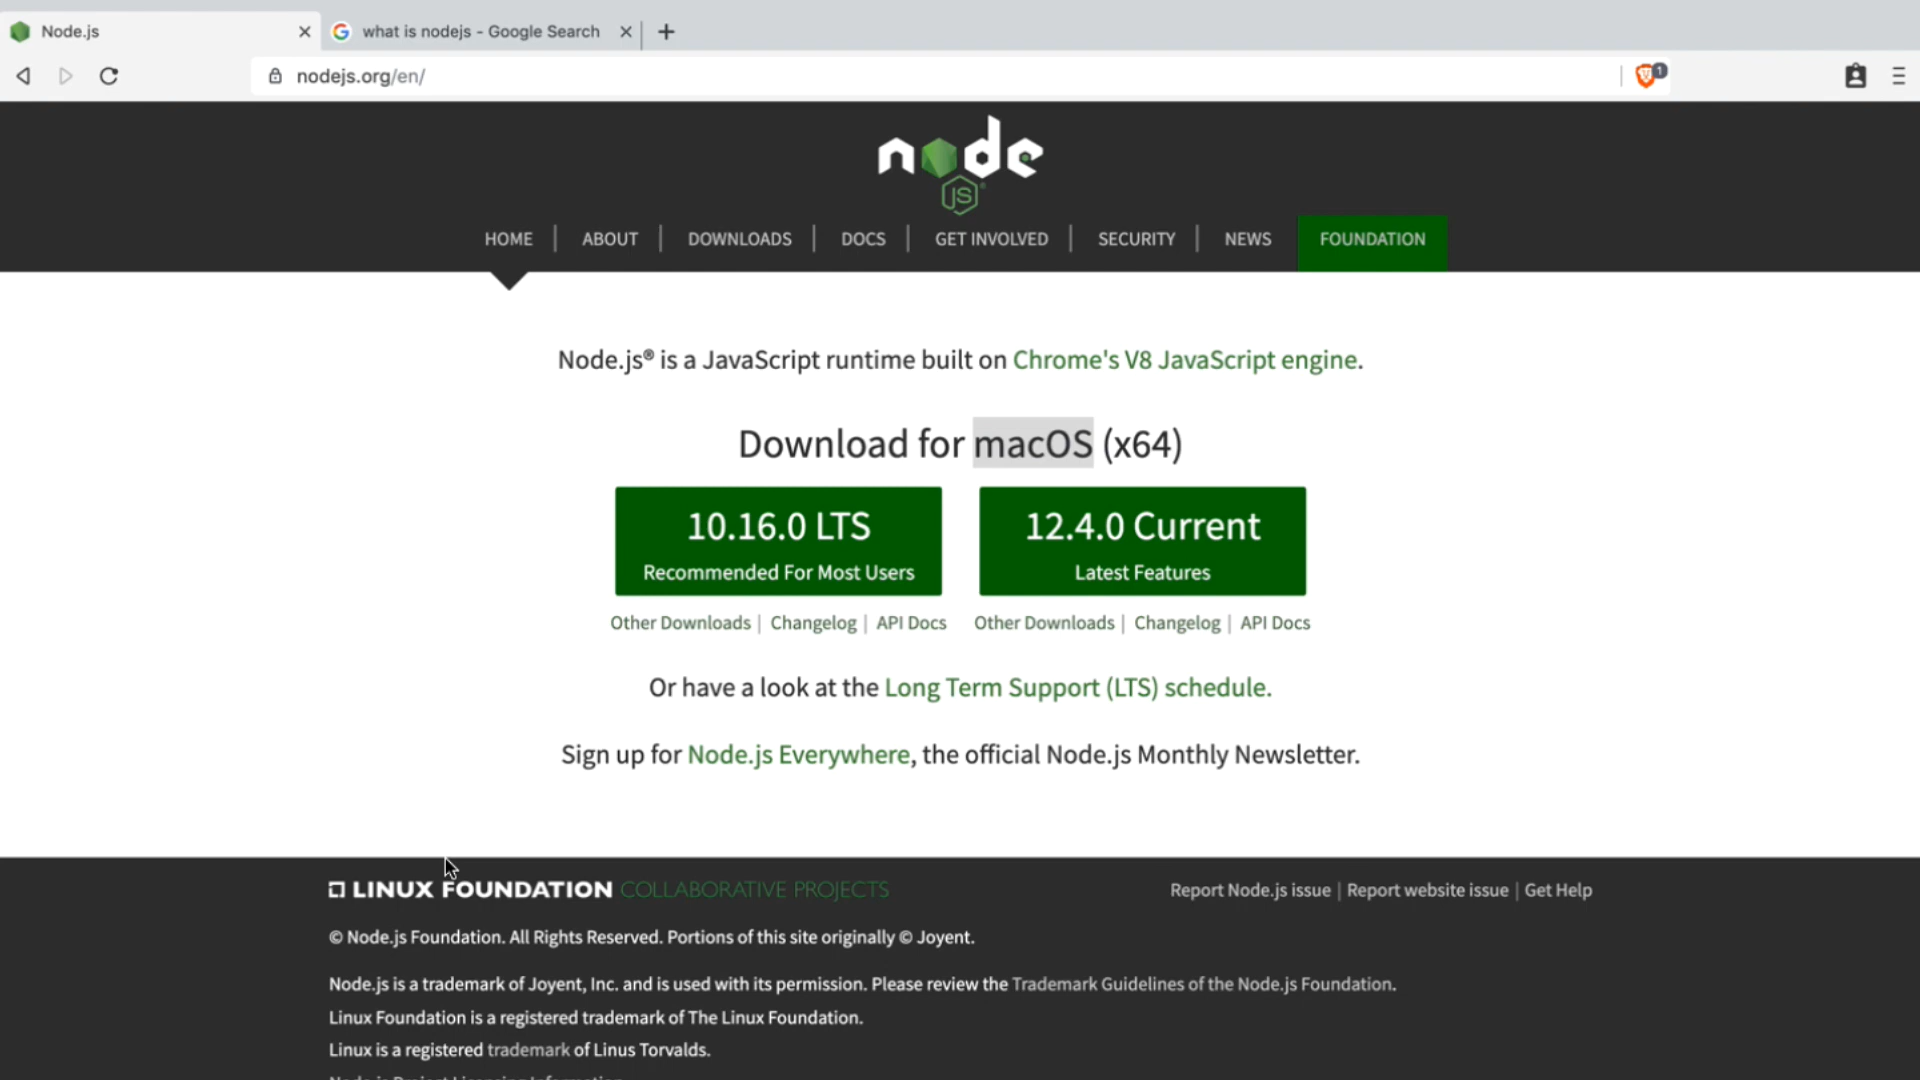 Node.js
what is nodejs - Google Search
nodejs.org/en/
1
node
JS
HOME | ABOUT | DOWNLOADS | DOCS | GET INVOLVED | SECURITY | NEWS FOUNDATION
Node.js® is a JavaScript runtime built on Chrome's V8 JavaScript engine.
Download for macOS (x64)
10.16.0 LTS
Recommended For Most Users
12.4.0 Current
Latest Features
Other Downloads | Changelog | API Docs
Other Downloads | Changelog | API Docs
Or have a look at the Long Term Support (LTS) schedule.
Sign up for Node.js Everywhere, the official Node.js Monthly Newsletter.
LINUX FOUNDATION COLLABORATIVE PROJECTS
Report Node.js issue | Report website issue | Get Help
© Node.js Foundation. All Rights Reserved. Portions of this site originally © Joyent.
Node.js is a trademark of Joyent, Inc. and is used with its permission. Please review the Trademark Guidelines of the Node.js Foundation.
Linux Foundation is a registered trademark of The Linux Foundation.
Linux is a registered trademark of Linus Torvalds.